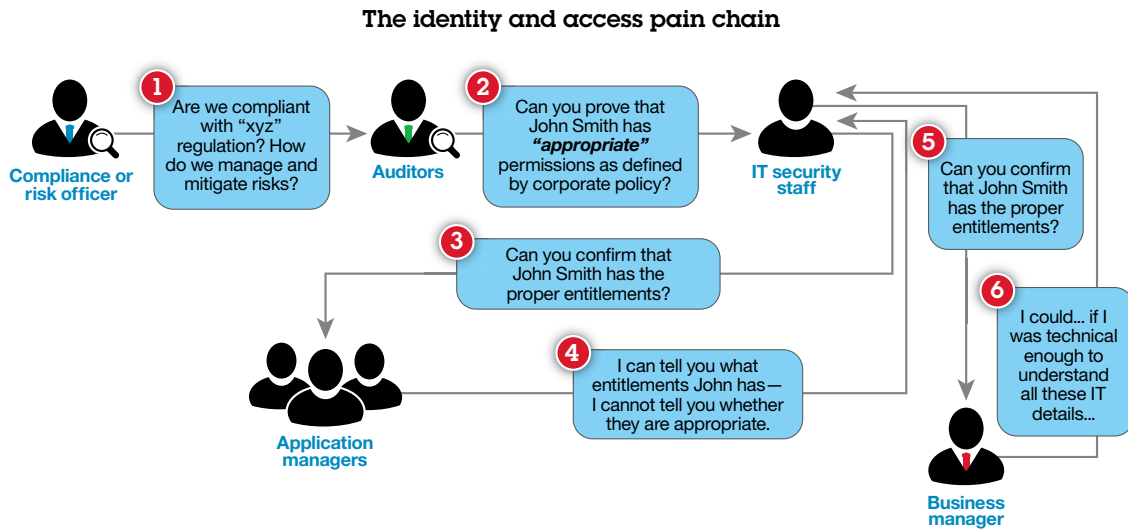 The identity and access pain chain
1
Are we compliant
with “xyz”
regulation? How
do we manage and
mitigate risks?
Compliance or
risk officer
2
Can you prove that
John Smith has
“appropriate”
permissions as defined
by corporate policy?
Auditors
IT security
staff
3
Can you confirm that
John Smith has the
proper entitlements?
4
I can tell you what
entitlements John has—
I cannot tell you whether
they are appropriate.
Application
managers
5
Can you confirm
that John Smith
has the proper
entitlements?
6
I could... if I
was technical
enough to
understand
all these IT
details...
Business
manager